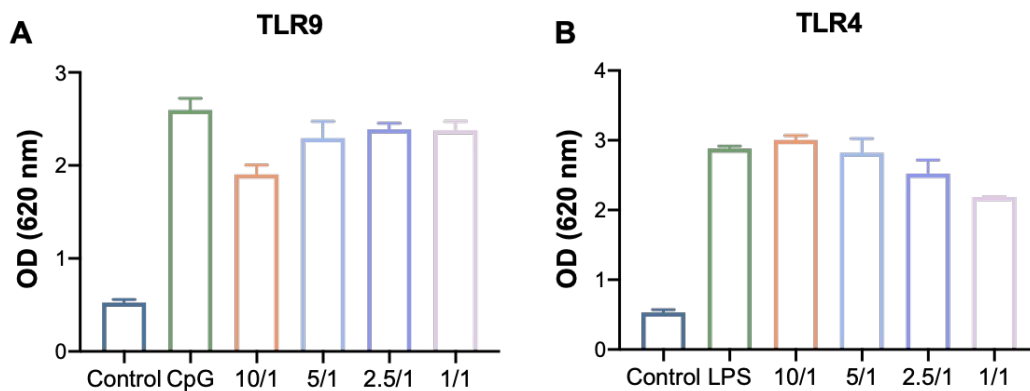 A
TLR9
OD (620 nm)
3
2
1
0
Control CpG 10/1 5/1 2.5/1 1/1
B
TLR4
OD (620 nm)
4
3
2
1
0
Control LPS 10/1 5/1 2.5/1 1/1